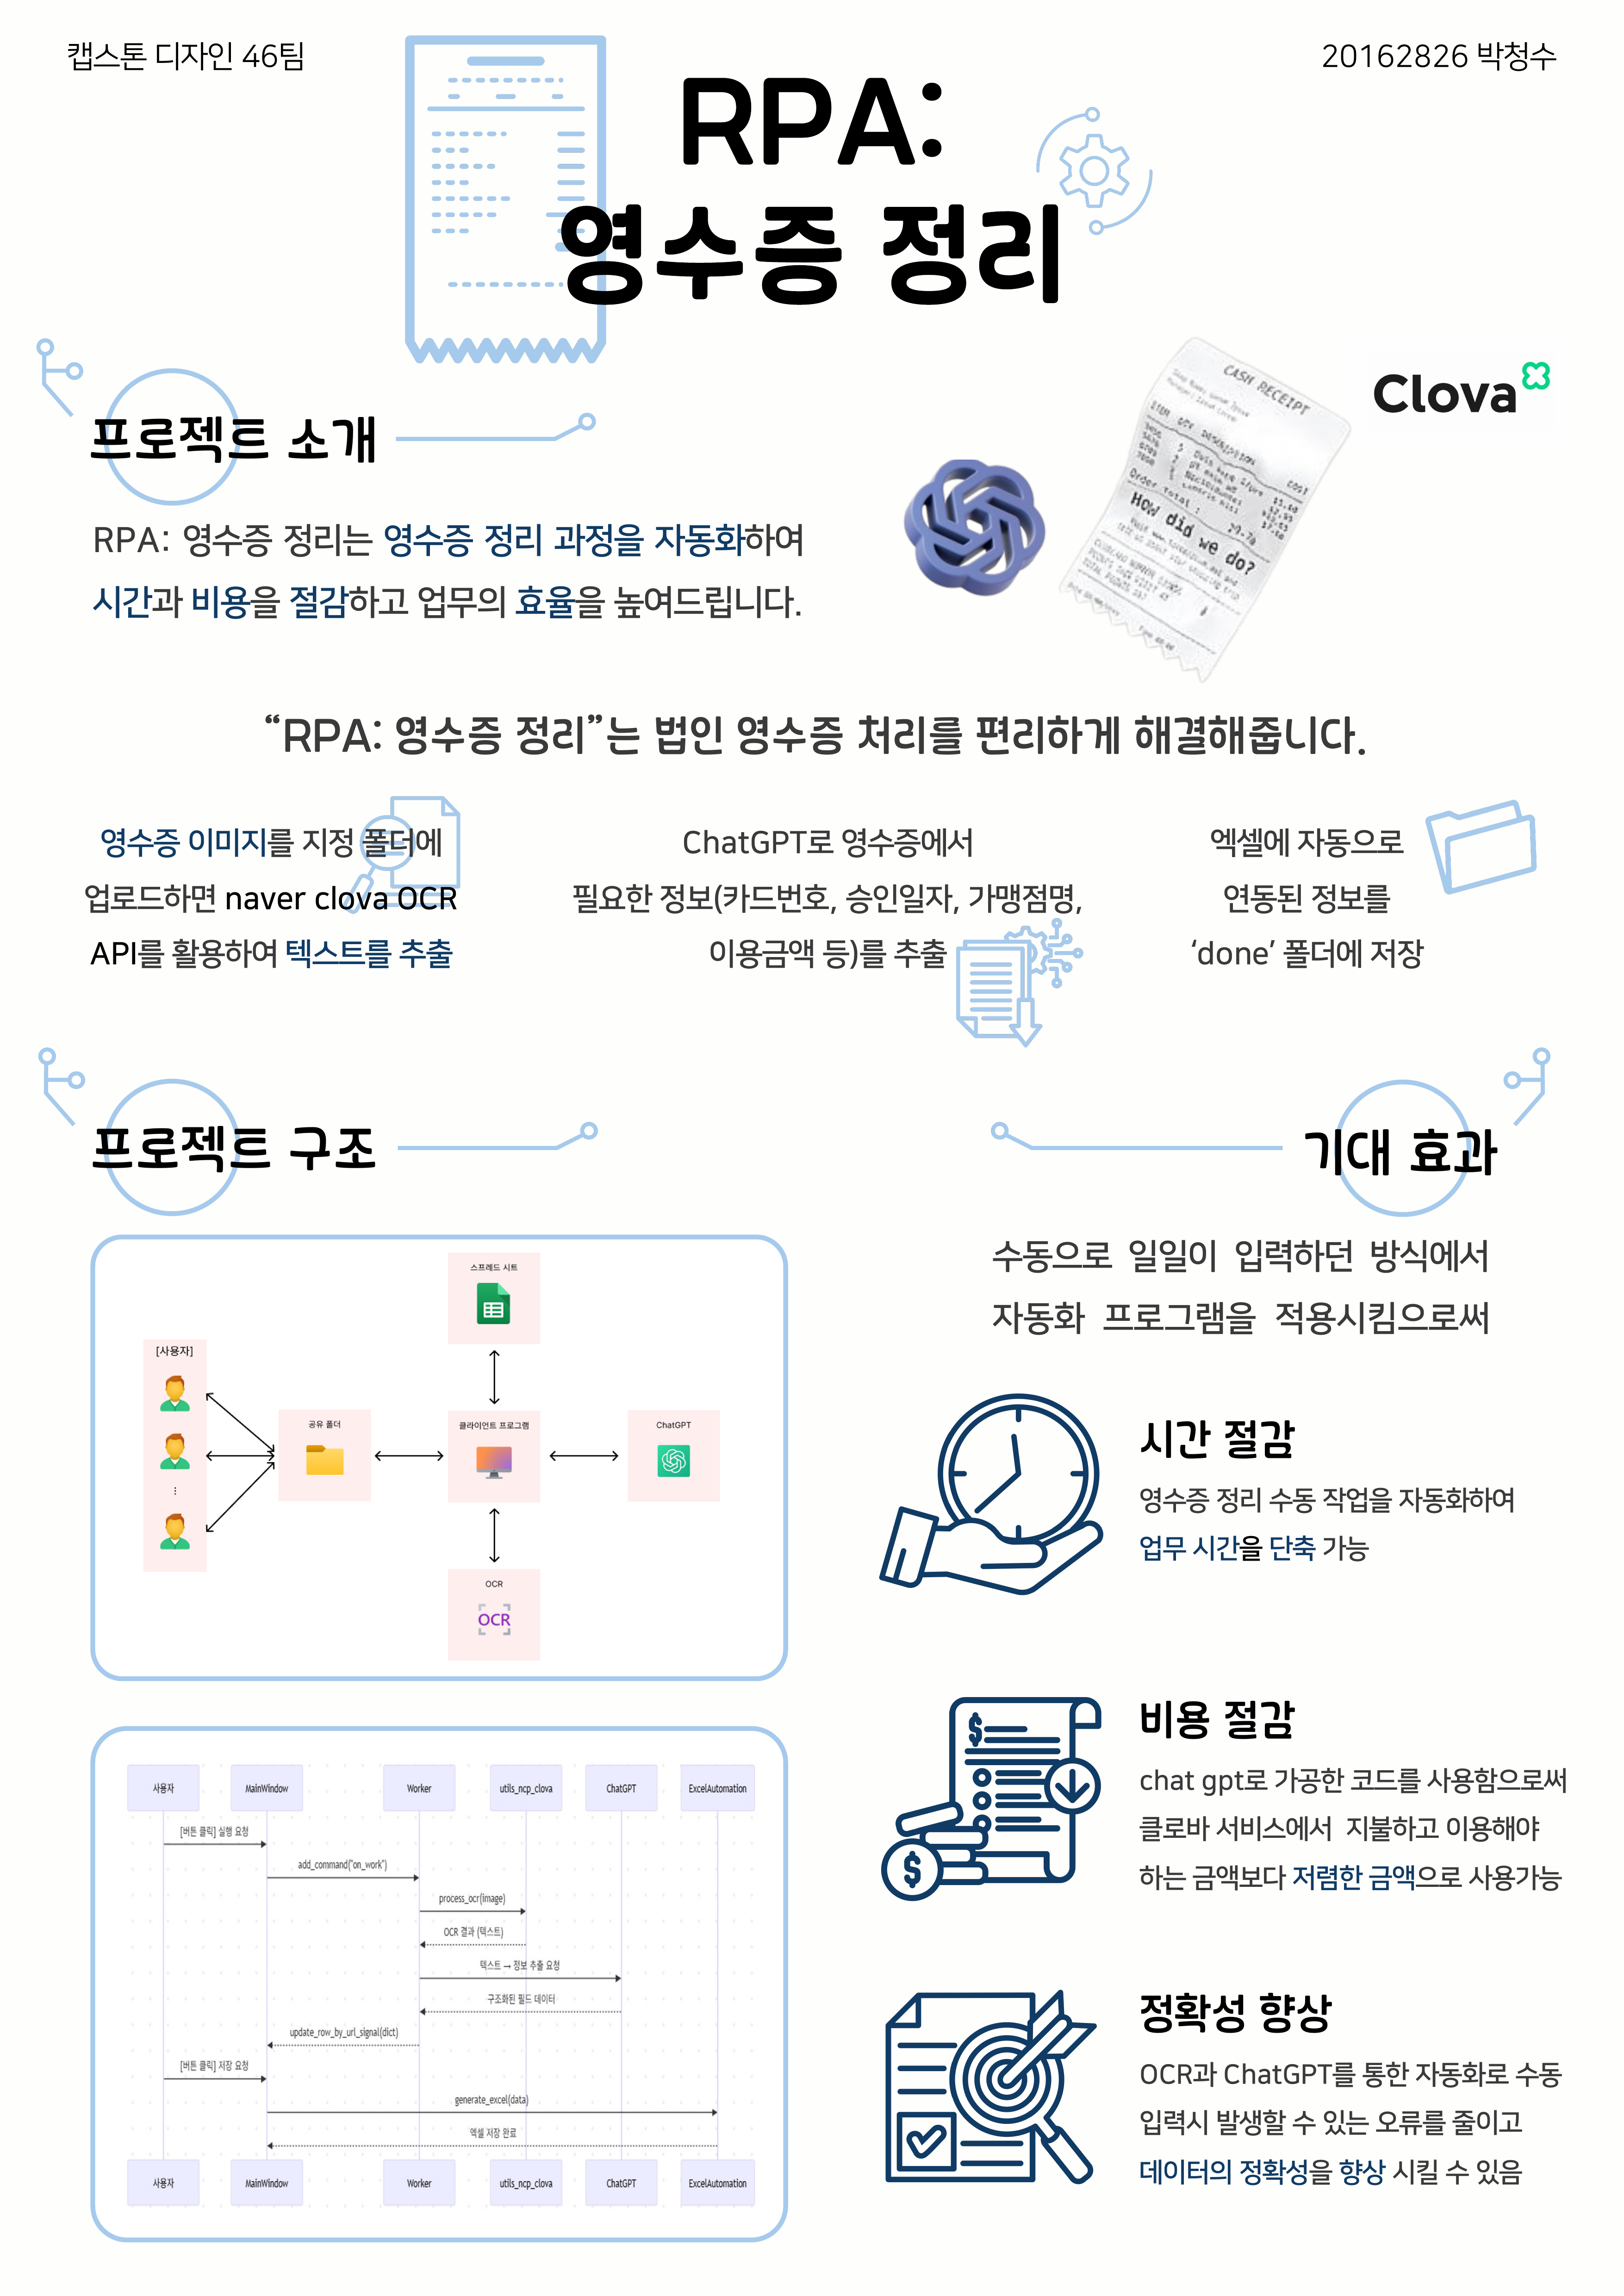 캡스톤 디자인 46팀
20162826 박청수
RPA:
영수증 정리
Clova
CASH RECEIPT
How did we do?
프로젝트 소개
RPA: 영수증 정리는 영수증 정리 과정을 자동화하여
시간과 비용을 절감하고 업무의 효율을 높여드립니다.
“RPA: 영수증 정리”는 법인 영수증 처리를 편리하게 해결해줍니다.
영수증 이미지를 지정 폴더에
업로드하면 naver clova OCR
API를 활용하여 텍스트를 추출
ChatGPT로 영수증에서
필요한 정보(카드번호, 승인일자, 가맹점명,
이용금액 등)를 추출
엑셀에 자동으로
연동된 정보를
‘done’ 폴더에 저장
프로젝트 구조
스프레드 시트
[사용자]
공유 폴더
클라이언트 프로그램
ChatGPT
⋮
OCR
OCR
사용자 MainWindow Worker utils_ncp_clova ChatGPT ExcelAutomation
[버튼 클릭] 실행 요청
add_command("on_work")
process_ocr(image)
OCR 결과 (텍스트)
텍스트 → 정보 추출 요청
구조화된 필드 데이터
update_row_by_url_signal(dict)
[버튼 클릭] 저장 요청
generate_excel(data)
엑셀 저장 완료
사용자 MainWindow Worker utils_ncp_clova ChatGPT ExcelAutomation
기대 효과
수동으로 일일이 입력하던 방식에서
자동화 프로그램을 적용시킴으로써
시간 절감
영수증 정리 수동 작업을 자동화하여
업무 시간을 단축 가능
$
$
비용 절감
chat gpt로 가공한 코드를 사용함으로써
클로바 서비스에서 지불하고 이용해야
하는 금액보다 저렴한 금액으로 사용가능
정확성 향상
OCR과 ChatGPT를 통한 자동화로 수동
입력시 발생할 수 있는 오류를 줄이고
데이터의 정확성을 향상 시킬 수 있음